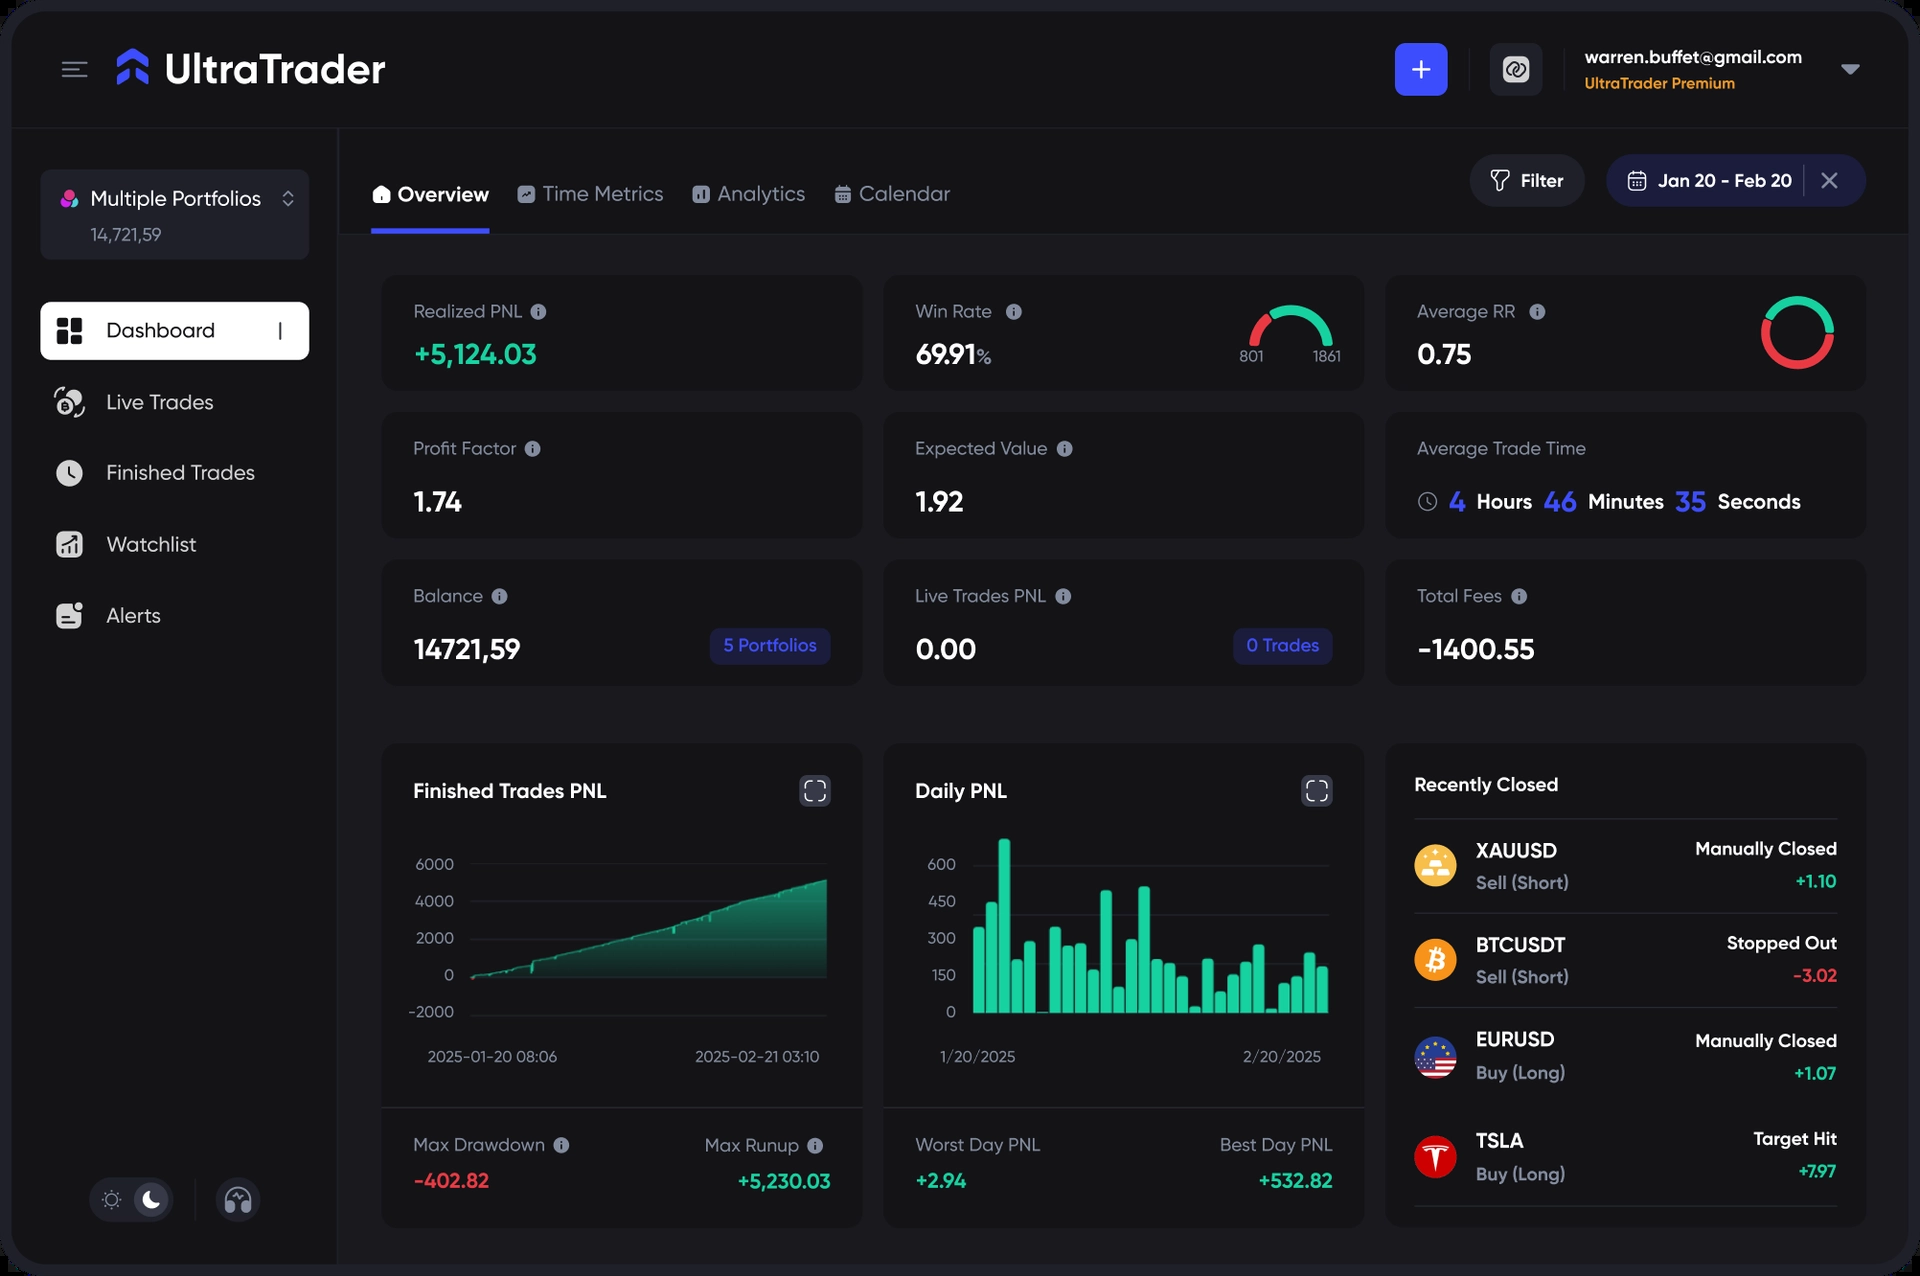 UltraTrader
+
warren.buffet@gmail.com
UltraTrader Premium
Multiple Portfolios
14,721,59
Dashboard
Live Trades
Finished Trades
Watchlist
Alerts
Overview
Time Metrics
Analytics
Calendar
Filter
Jan 20 - Feb 20
Realized PNL
+5,124.03
Win Rate
69.91%
801
1861
Average RR
0.75
Profit Factor
1.74
Expected Value
1.92
Average Trade Time
4 Hours 46 Minutes 35 Seconds
Balance
14721,59
5 Portfolios
Live Trades PNL
0.00
0 Trades
Total Fees
-1400.55
Finished Trades PNL
6000
4000
2000
0
-2000
2025-01-20 08:06
2025-02-21 03:10
Max Drawdown
-402.82
Max Runup
+5,230.03
Daily PNL
600
450
300
150
0
1/20/2025
2/20/2025
Worst Day PNL
+2.94
Best Day PNL
+532.82
Recently Closed
XAUUSD
Manually Closed
Sell (Short)
+1.10
BTCUSDT
Stopped Out
Sell (Short)
-3.02
EURUSD
Manually Closed
Buy (Long)
+1.07
TSLA
Target Hit
Buy (Long)
+7.97